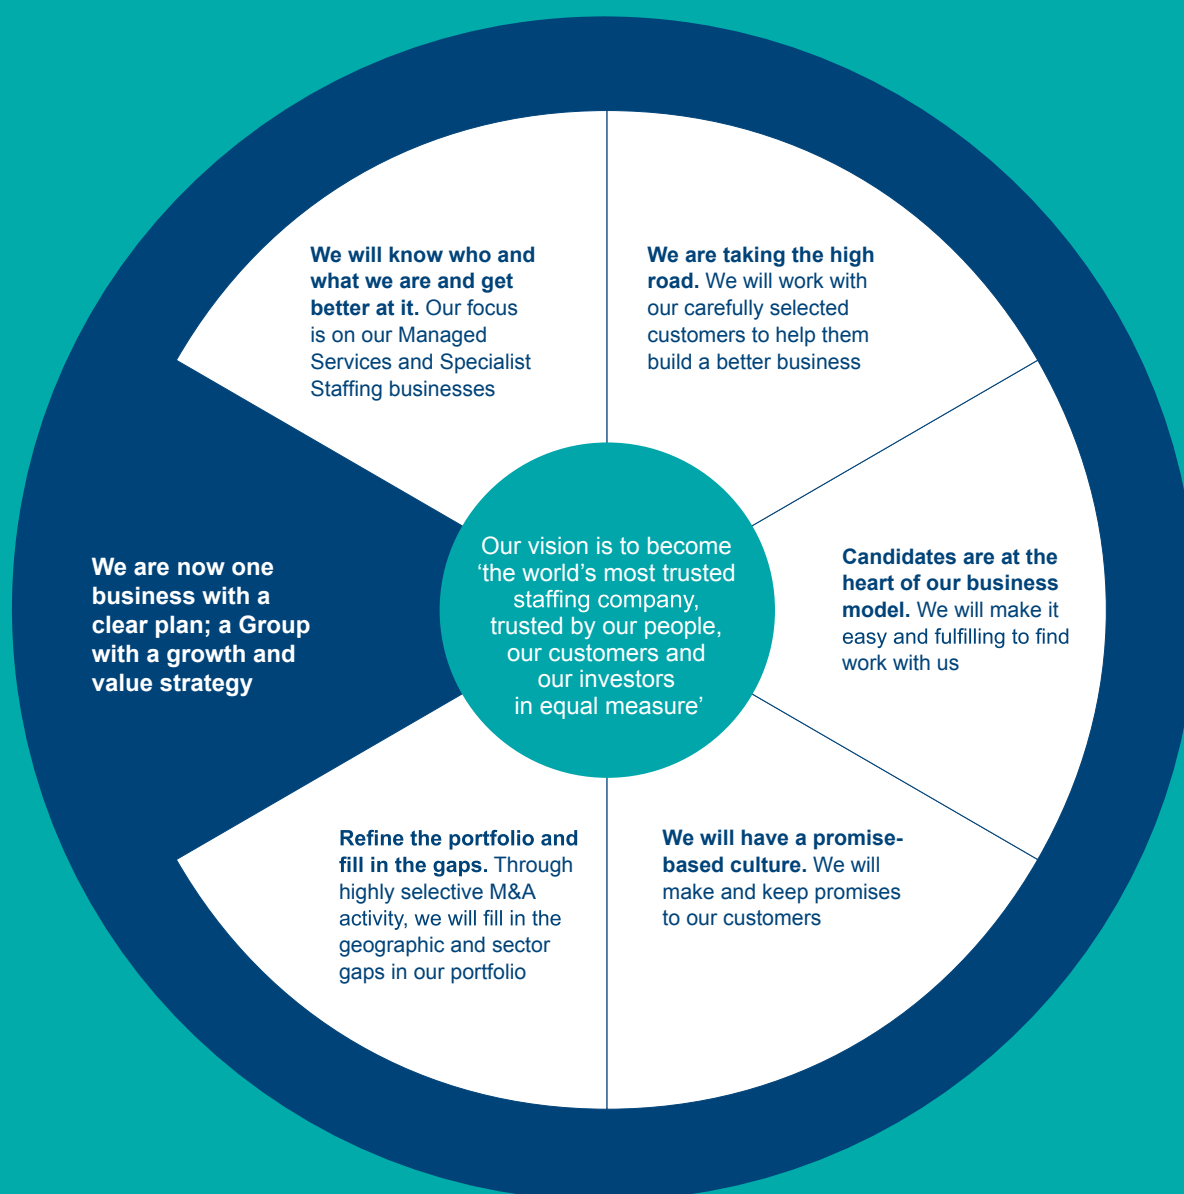 We will know who and
what we are and get
better at it. Our focus
is on our Managed
Services and Specialist
Staffing businesses
We are taking the high
road. We will work with
our carefully selected
customers to help them
build a better business
We are now one
business with a
clear plan; a Group
with a growth and
value strategy
Our vision is to become
‘the world’s most trusted
staffing company,
trusted by our people,
our customers and
our investors
in equal measure’
Candidates are at the
heart of our business
model. We will make it
easy and fulfilling to find
work with us
Refine the portfolio and
fill in the gaps. Through
highly selective M&A
activity, we will fill in the
geographic and sector
gaps in our portfolio
We will have a promise-
based culture. We will
make and keep promises
to our customers